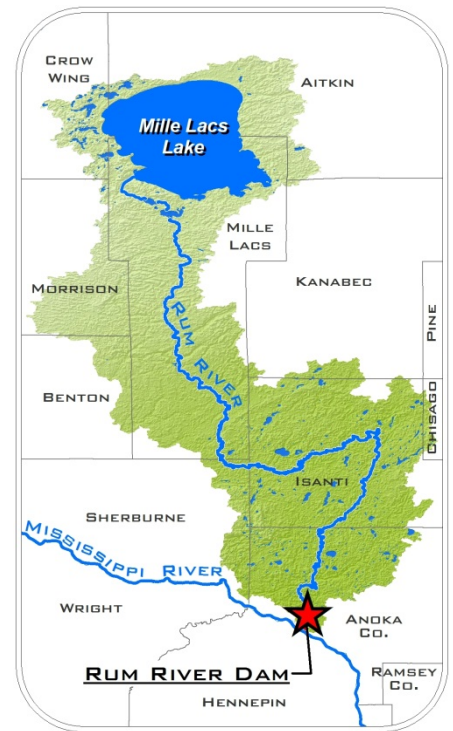 CROW
WING
AITKIN
Mille Lacs
Lake
MILLE
LACS
KANABEC
MORRISON
RUM RIVER
PINE
BENTON
CHISAGO
ISANTI
SHERBURNE
MISSISSIPPI RIVER
WRIGHT
ANOKA
CO.
RUM RIVER DAM
RAMSEY
CO.
HENNEPIN